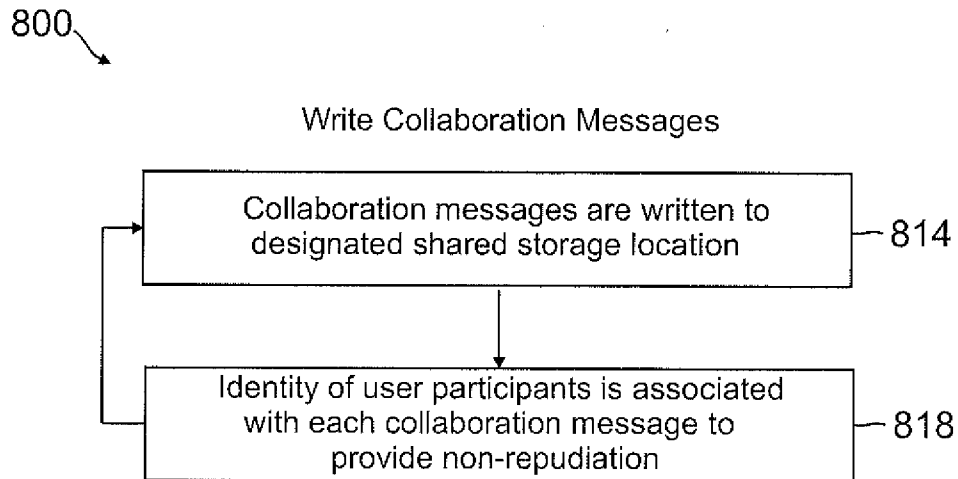 800
Write Collaboration Messages
Collaboration messages are written to
designated shared storage location
814
Identity of user participants is associated
with each collaboration message to
provide non-repudiation
818